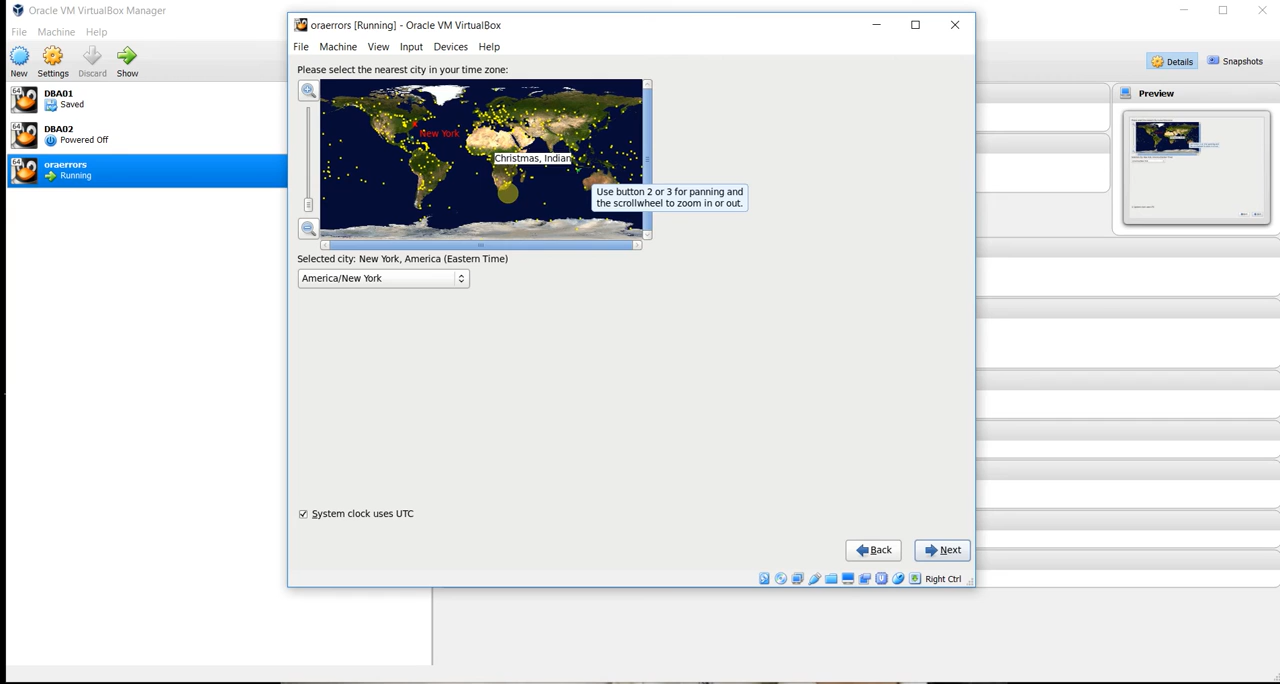 Oracle VM VirtualBox Manager
File Machine Help
New Settings Discard Show
Details Snapshots
64 DBA01
Saved
64 DBA02
Powered Off
64 oraerrors
Running
oraerrors [Running] - Oracle VM VirtualBox
File Machine View Input Devices Help
Please select the nearest city in your time zone:
New York
Christmas, Indian
Use button 2 or 3 for panning and
the scrollwheel to zoom in or out.
Selected city: New York, America (Eastern Time)
America/New York
System clock uses UTC
Back Next
Right Ctrl
Preview